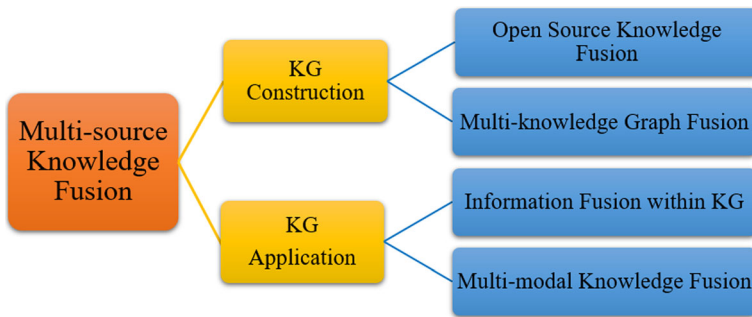 Multi-source
Knowledge
Fusion
KG
Construction
Open Source Knowledge
Fusion
Multi-knowledge Graph Fusion
KG
Application
Information Fusion within KG
Multi-modal Knowledge Fusion